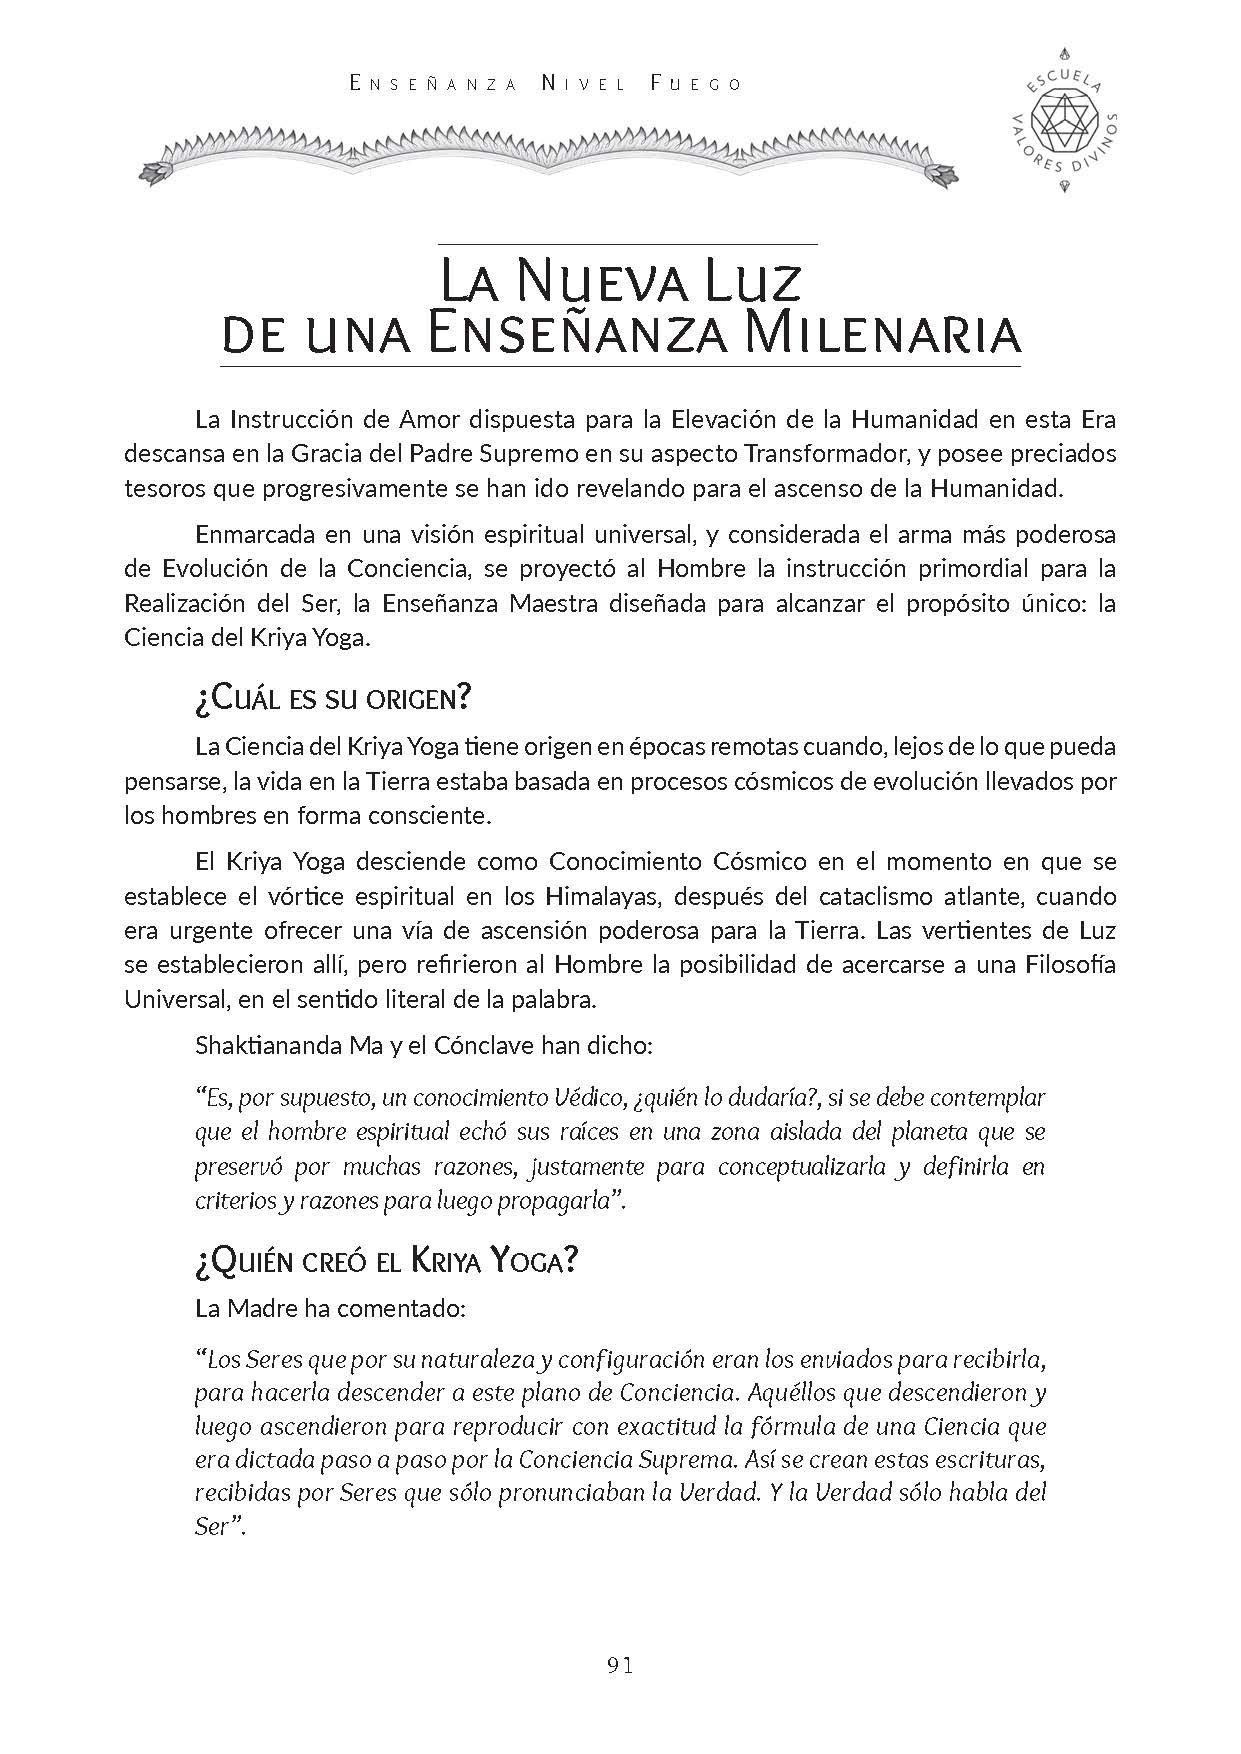 Enseñanza Nivel Fuego
ESCUELA
VALORES DIVINOS
La Nueva Luz
de una Enseñanza Milenaria
La Instrucción de Amor dispuesta para la Elevación de la Humanidad en esta Era
descansa en la Gracia del Padre Supremo en su aspecto Transformador, y posee preciados
tesoros que progresivamente se han ido revelando para el ascenso de la Humanidad.
Enmarcada en una visión espiritual universal, y considerada el arma más poderosa
de Evolución de la Conciencia, se proyectó al Hombre la instrucción primordial para la
Realización del Ser, la Enseñanza Maestra diseñada para alcanzar el propósito único: la
Ciencia del Kriya Yoga.
¿Cuál es su origen?
La Ciencia del Kriya Yoga tiene origen en épocas remotas cuando, lejos de lo que pueda
pensarse, la vida en la Tierra estaba basada en procesos cósmicos de evolución llevados por
los hombres en forma consciente.
El Kriya Yoga desciende como Conocimiento Cósmico en el momento en que se
establece el vórtice espiritual en los Himalayas, después del cataclismo atlante, cuando
era urgente ofrecer una vía de ascensión poderosa para la Tierra. Las vertientes de Luz
se establecieron allí, pero refirieron al Hombre la posibilidad de acercarse a una Filosofía
Universal, en el sentido literal de la palabra.
Shaktiananda Ma y el Cónclave han dicho:
“Es, por supuesto, un conocimiento Védico, ¿quién lo dudaría?, si se debe contemplar
que el hombre espiritual echó sus raíces en una zona aislada del planeta que se
preservó por muchas razones, justamente para conceptualizarla y definirla en
criterios y razones para luego propagarla”.
¿Quién creó el Kriya Yoga?
La Madre ha comentado:
“Los Seres que por su naturaleza y configuración eran los enviados para recibirla,
para hacerla descender a este plano de Conciencia. Aquéllos que descendieron y
luego ascendieron para reproducir con exactitud la fórmula de una Ciencia que
era dictada paso a paso por la Conciencia Suprema. Así se crean estas escrituras,
recibidas por Seres que sólo pronunciaban la Verdad. Y la Verdad sólo habla del
Ser”.
91